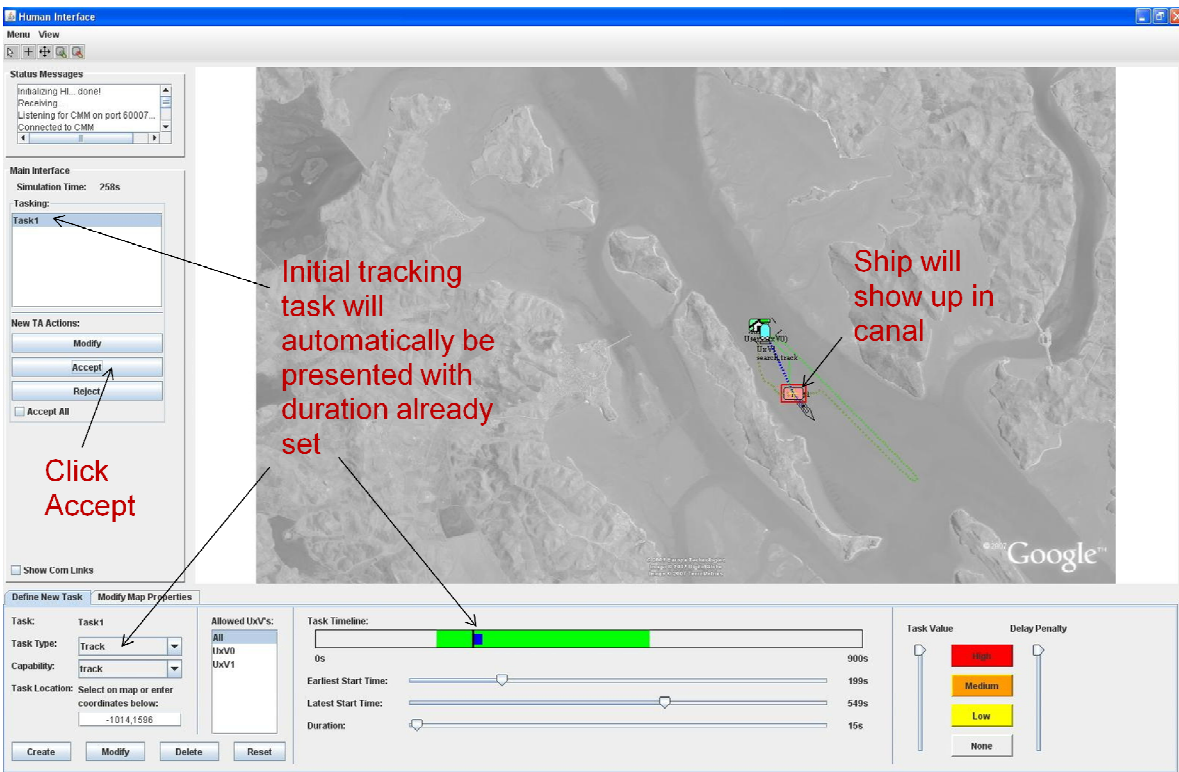 Human Interface
Menu View
Status Messages
Initializing HI... done!
Receiving
Listening for CMM on port 60007...
Connected to CMM
Main Interface
Simulation Time: 258s
Tasking:
Task1
New TA Actions:
Modify
Accept
Reject
Accept All
Click
Accept
Show Com Links
Initial tracking
task will
automatically be
presented with
duration already
set
Ship will
show up in
canal
UxV
search_track
©2007 Google™
Define New Task Modify Map Properties
Task: Task1
Task Type: Track
Capability: track
Task Location: Select on map or enter
coordinates below:
-1014,1596
Create Modify Delete Reset
Allowed UxV's:
All
UxV0
UxV1
Task Timeline:
0s 900s
Earliest Start Time: 199s
Latest Start Time: 549s
Duration: 15s
Task Value Delay Penalty
High
Medium
Low
None